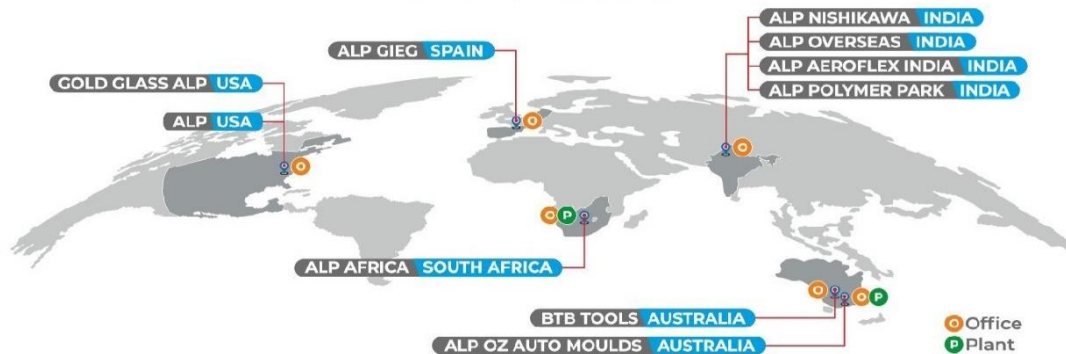 ALP NISHIKAWA INDIA
ALP GIEG SPAIN
ALP OVERSEAS INDIA
ALP AEROFLEX INDIA INDIA
GOLD GLASS ALP USA
ALP POLYMER PARK INDIA
ALP USA
O
O
O
O P
ALP AFRICA SOUTH AFRICA
O
O P
BTB TOOLS AUSTRALIA
O Office
ALP OZ AUTO MOULDS AUSTRALIA
P Plant